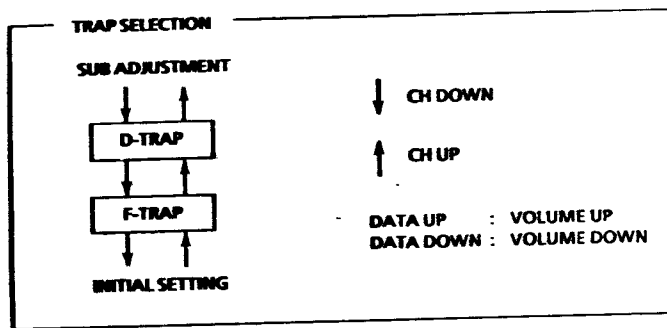 TRAP SELECTION
SUB ADJUSTMENT
D-TRAP
F-TRAP
INITIAL SETTING
CH DOWN
CH UP
DATA UP : VOLUME UP
DATA DOWN : VOLUME DOWN